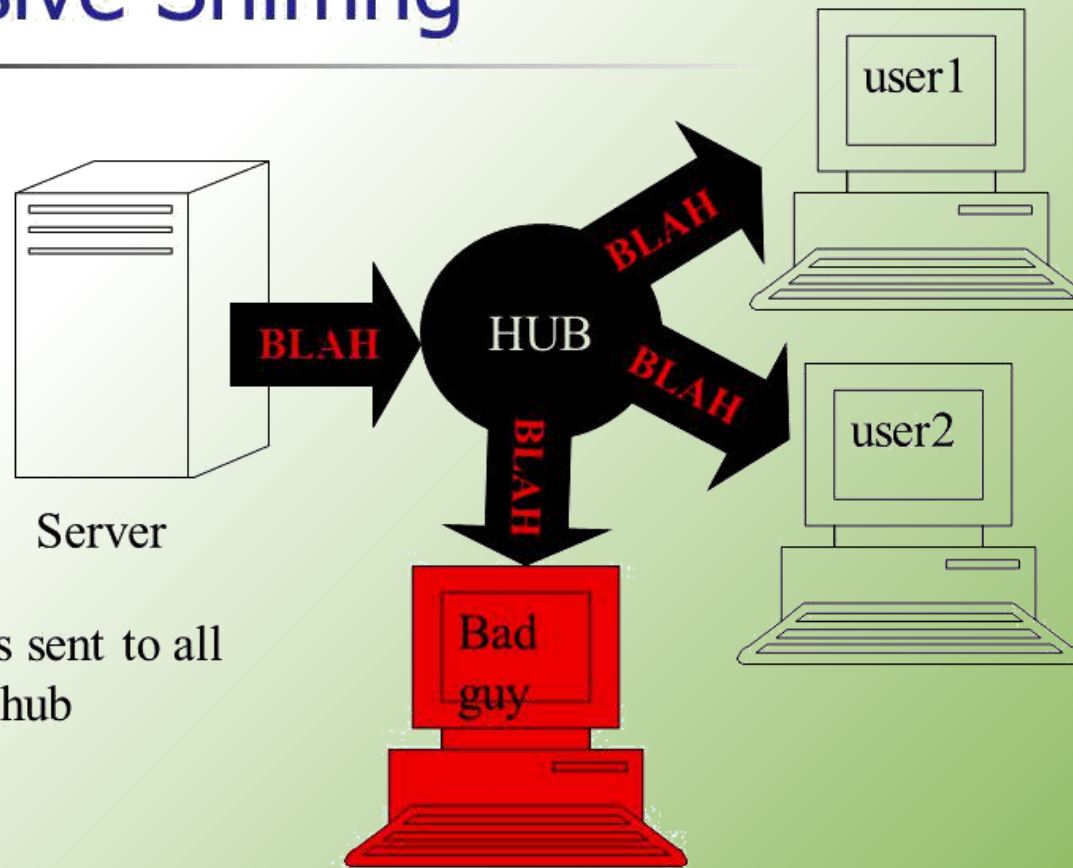 user1
BLAH
BLAH
HUB
BLAH
BLAH
user2
Server
s sent to all
hub
Bad
guy